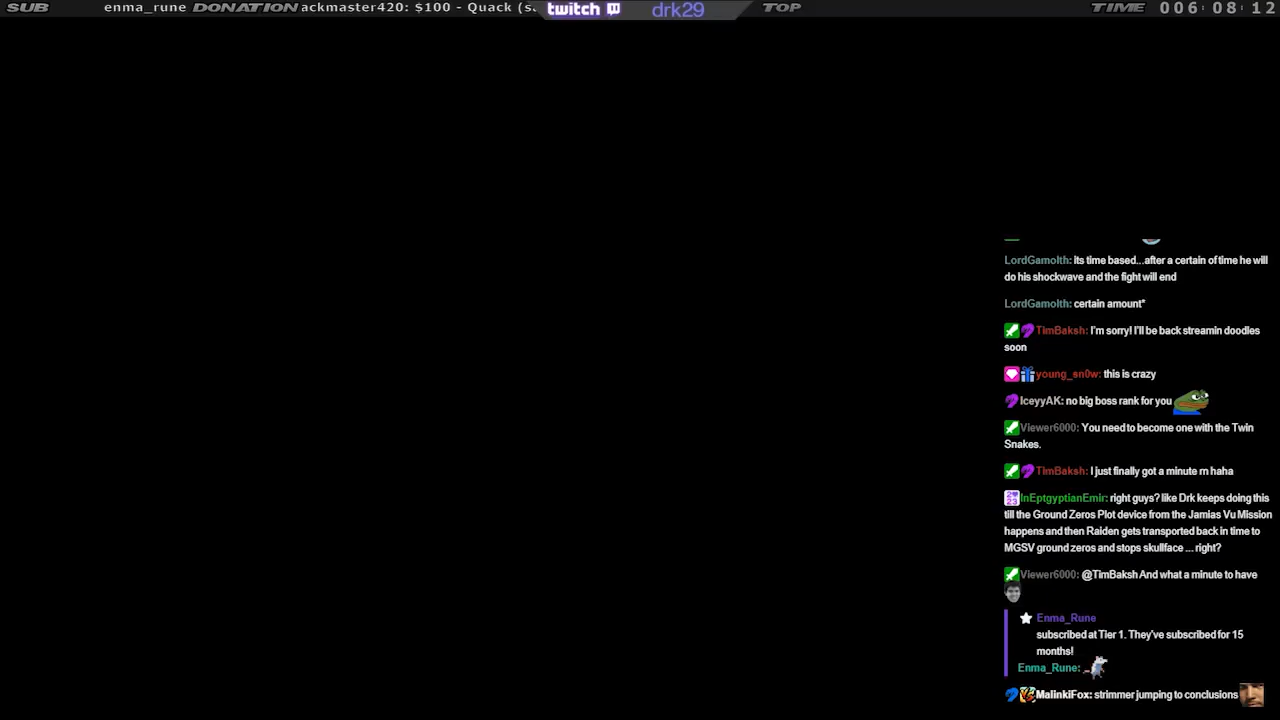 SUB enma_rune DONATION ackmaster420: $100 - Quack (s twitch drk29 TOP TIME 006:08:12
LordGamolth: its time based...after a certain of time he will
do his shockwave and the fight will end
LordGamolth: certain amount*
TimBaksh: I'm sorry! I'll be back streamin doodles
soon
young_sn0w: this is crazy
IceyyAK: no big boss rank for you
Viewer6000: You need to become one with the Twin
Snakes.
TimBaksh: I just finally got a minute rn haha
InEptgyptianEmir: right guys? like Drk keeps doing this
till the Ground Zeros Plot device from the Jamias Vu Mission
happens and then Raiden gets transported back in time to
MGSV ground zeros and stops skullface ... right?
Viewer6000: @TimBaksh And what a minute to have
Enma_Rune
subscribed at Tier 1. They've subscribed for 15
months!
Enma_Rune:
MalinkiFox: strimmer jumping to conclusions